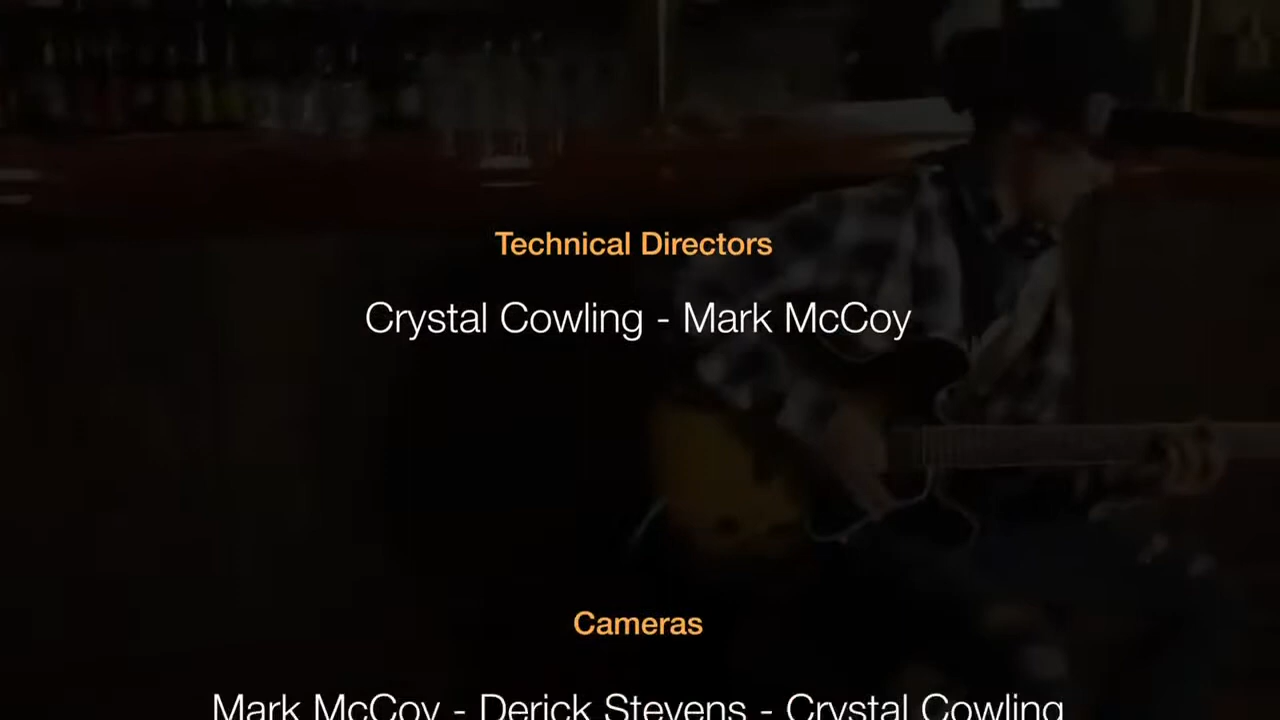 Technical Directors
Crystal Cowling - Mark McCoy
Cameras
Mark McCoy - Derick Stevens - Crystal Cowling